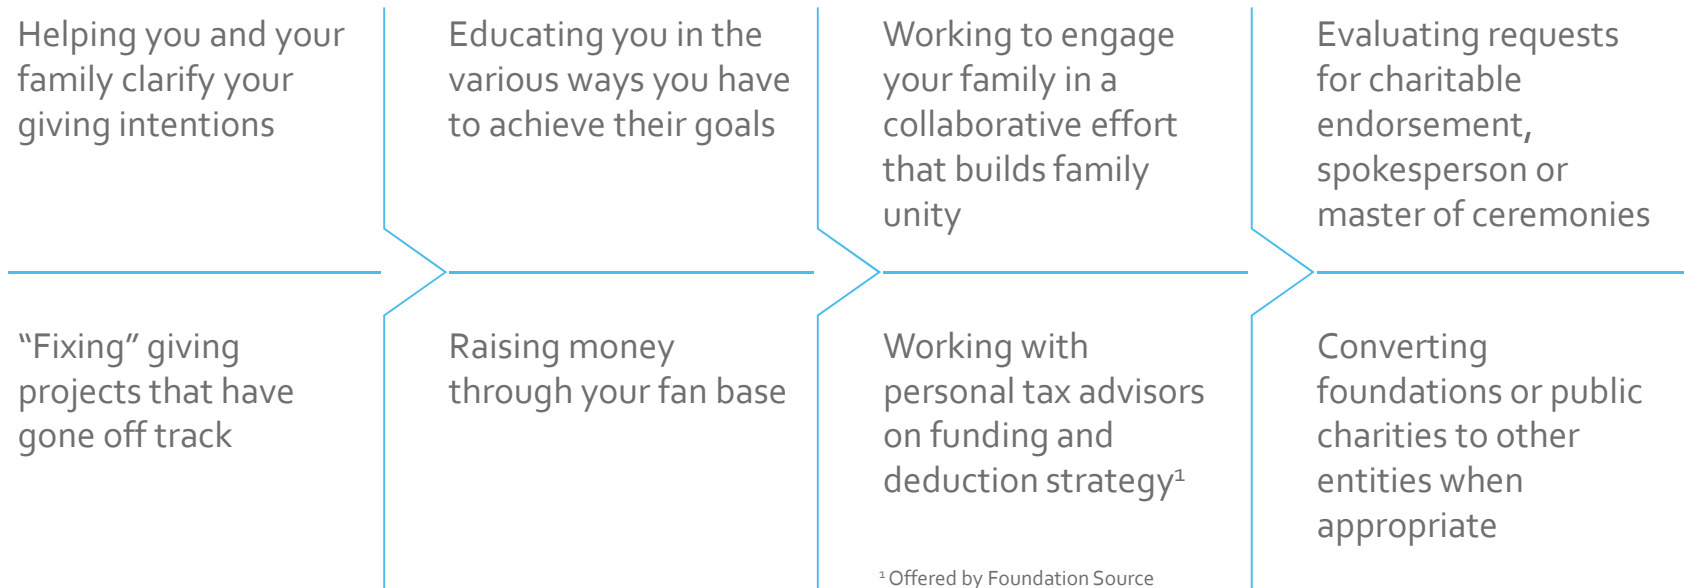 Helping you and your
family clarify your
giving intentions
Educating you in the
various ways you have
to achieve their goals
Working to engage
your family in a
collaborative effort
that builds family
unity
Evaluating requests
for charitable
endorsement,
spokesperson or
master of ceremonies
“Fixing” giving
projects that have
gone off track
Raising money
through your fan base
Working with
personal tax advisors
on funding and
deduction strategy¹
Converting
foundations or public
charities to other
entities when
appropriate
¹ Offered by Foundation Source